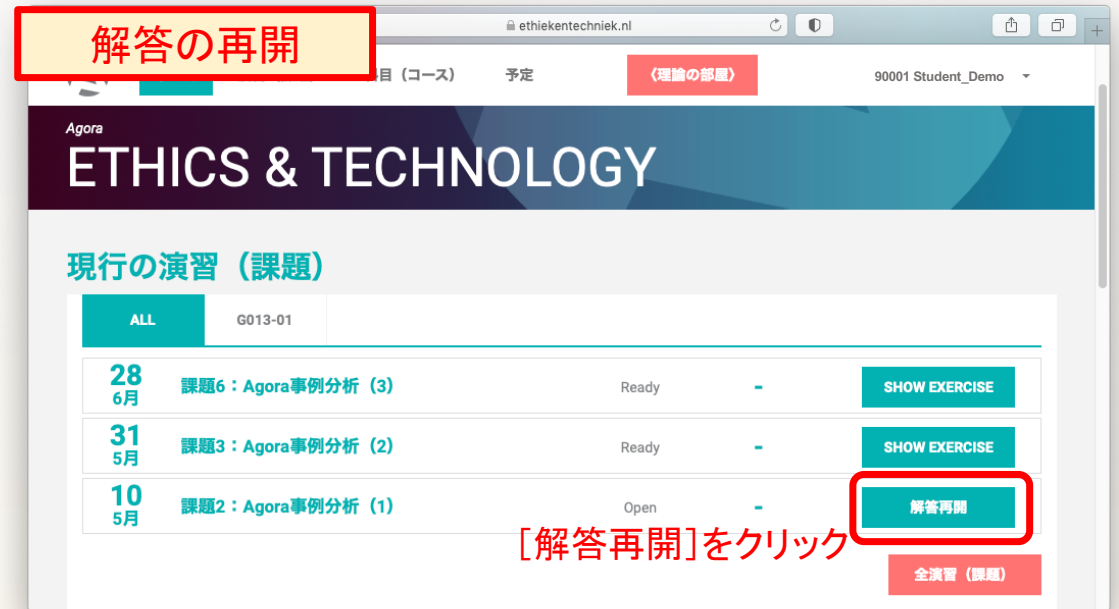 解答の再開
ethiekentechniek.nl
目（コース） 予定 〈理論の部屋〉 90001 Student_Demo
Agora
ETHICS & TECHNOLOGY
現行の演習（課題）
ALL G013-01
28 6月 課題6：Agora事例分析（3） Ready - SHOW EXERCISE
31 5月 課題3：Agora事例分析（2） Ready - SHOW EXERCISE
10 5月 課題2：Agora事例分析（1） Open - 解答再開
［解答再開］をクリック
全演習（課題）